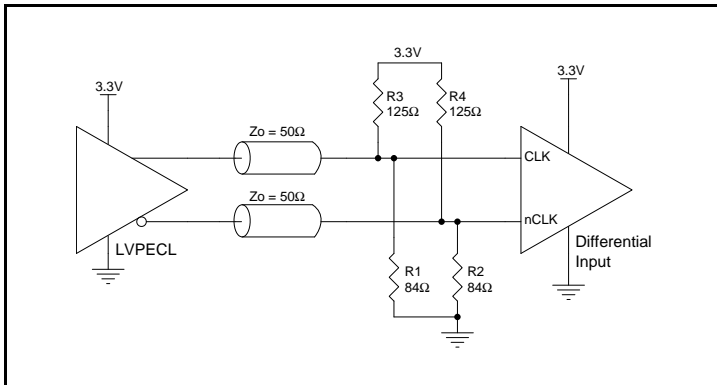 3.3V
3.3V
3.3V
R3
125Ω
R4
125Ω
Zo = 50Ω
CLK
Zo = 50Ω
nCLK
LVPECL
Differential
Input
R1
84Ω
R2
84Ω